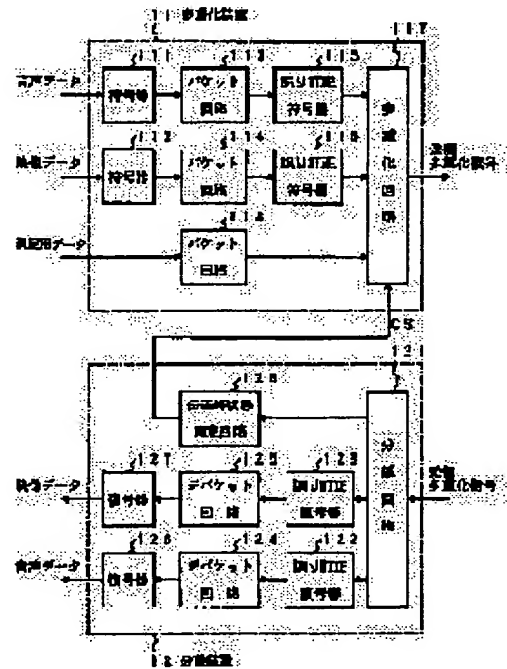 11 多重化装置
111
113
115
117
音声データ
符号器
パケット
回路
誤り訂正
符号器
多重化回路
112
114
116
映像データ
符号器
パケット
回路
誤り訂正
符号器
送信
多重化信号
測定用データ
パケット
回路
CS
121
伝送路状態
測定回路
分離回路
127
125
123
映像データ
復号器
デパケット
回路
誤り訂正
復号器
受信
多重化信号
126
124
122
音声データ
復号器
デパケット
回路
誤り訂正
復号器
12 分離装置